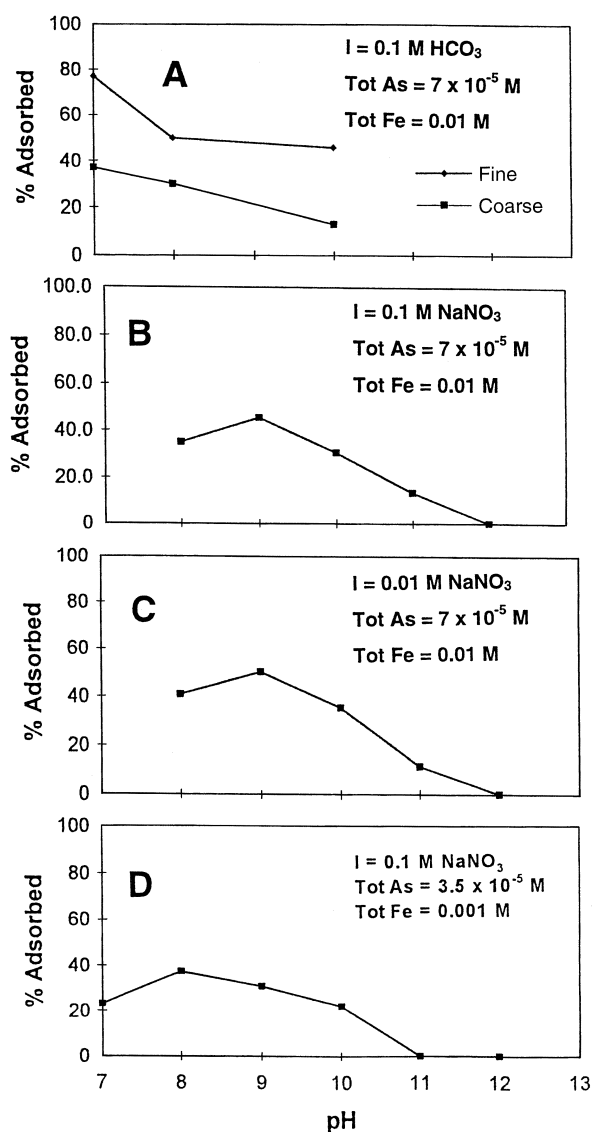 100
80
60
40
20
0
% Adsorbed
A
I = 0.1 M HCO₃
Tot As = 7 x 10⁻⁵ M
Tot Fe = 0.01 M
Fine
Coarse
100.0
80.0
60.0
40.0
20.0
0
% Adsorbed
B
I = 0.1 M NaNO₃
Tot As = 7 x 10⁻⁵ M
Tot Fe = 0.01 M
100
80
60
40
20
0
% Adsorbed
C
I = 0.01 M NaNO₃
Tot As = 7 x 10⁻⁵ M
Tot Fe = 0.01 M
100
80
60
40
20
0
% Adsorbed
D
I = 0.1 M NaNO₃
Tot As = 3.5 x 10⁻⁵ M
Tot Fe = 0.001 M
7 8 9 10 11 12 13
pH